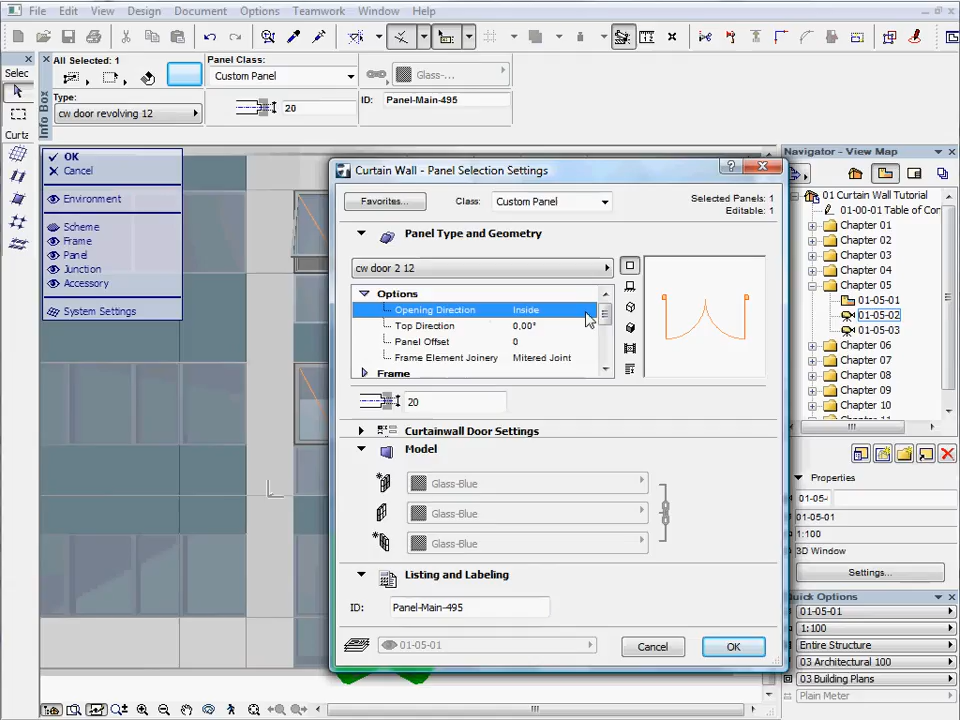 File Edit View Design Document Options Teamwork Window Help
Selec
All Selected: 1
Panel Class:
Custom Panel
Glass-...
Type:
cw door revolving 12
20
ID:
Panel-Main-495
Info Box
Curta
OK
Cancel
Environment
Scheme
Frame
Panel
Junction
Accessory
System Settings
Curtain Wall - Panel Selection Settings
?
Favorites...
Class:
Custom Panel
Selected Panels: 1
Editable: 1
Panel Type and Geometry
cw door 2 12
Options
Opening Direction Inside
Top Direction 0,00°
Panel Offset 0
Frame Element Joinery Mitered Joint
Frame
20
Curtainwall Door Settings
Model
Glass-Blue
Glass-Blue
Glass-Blue
Listing and Labeling
ID:
Panel-Main-495
01-05-01
Cancel
OK
Navigator - View Map
01 Curtain Wall Tutorial
01-00-01 Table of Cor
Chapter 01
Chapter 02
Chapter 03
Chapter 04
Chapter 05
01-05-01
01-05-02
01-05-03
Chapter 06
Chapter 07
Chapter 08
Chapter 09
Chapter 10
Properties
01-05-
01-05-01
1:100
3D Window
Settings...
Quick Options
01-05-01
1:100
Entire Structure
03 Architectural 100
03 Building Plans
Plain Meter